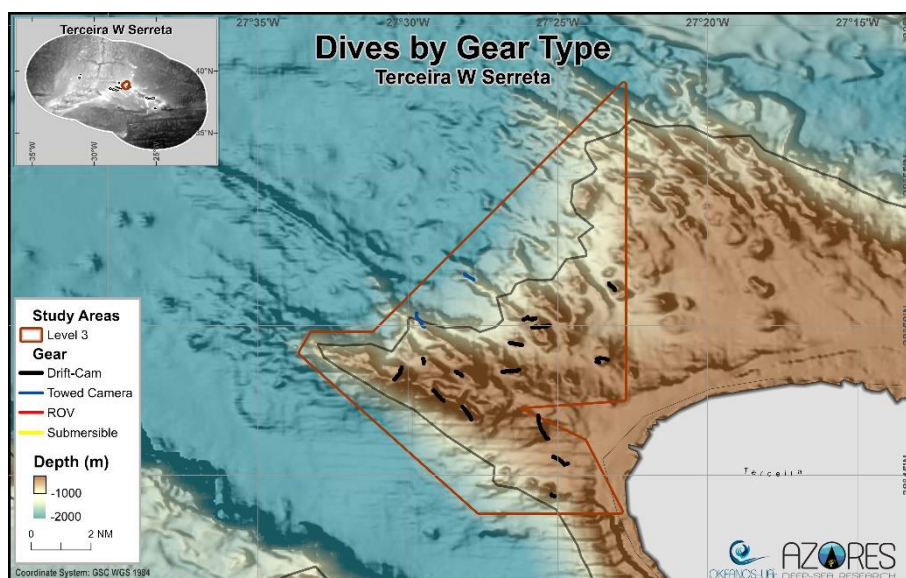 Terceira W Serreta
40°N
35°N
35°W
30°W
25°W
27°35'W
27°30'W
27°25'W
27°20'W
27°15'W
Dives by Gear Type
Terceira W Serreta
Study Areas
Level 3
Gear
Drift-Cam
Towed Camera
ROV
Submersible
Depth (m)
-1000
-2000
0 2 NM
Terceira
AZORES
DEEP-SEA RESEARCH
Coordinate System: GSC WGS 1984